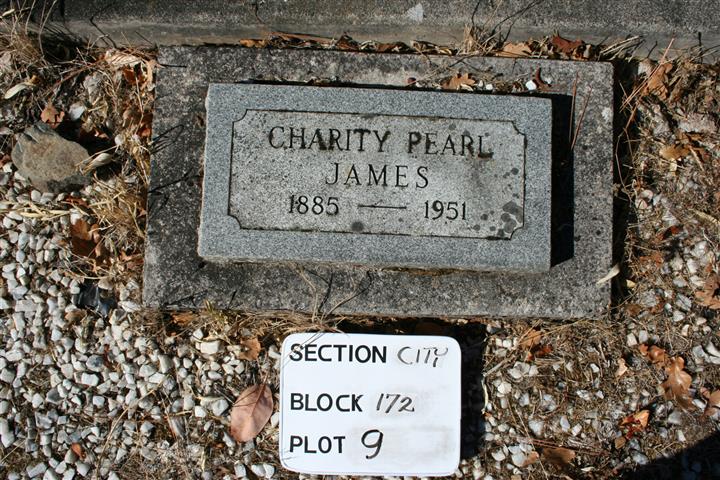 CHARITY PEARL
JAMES
1885 — 1951
SECTION CITY
BLOCK 172
PLOT 9